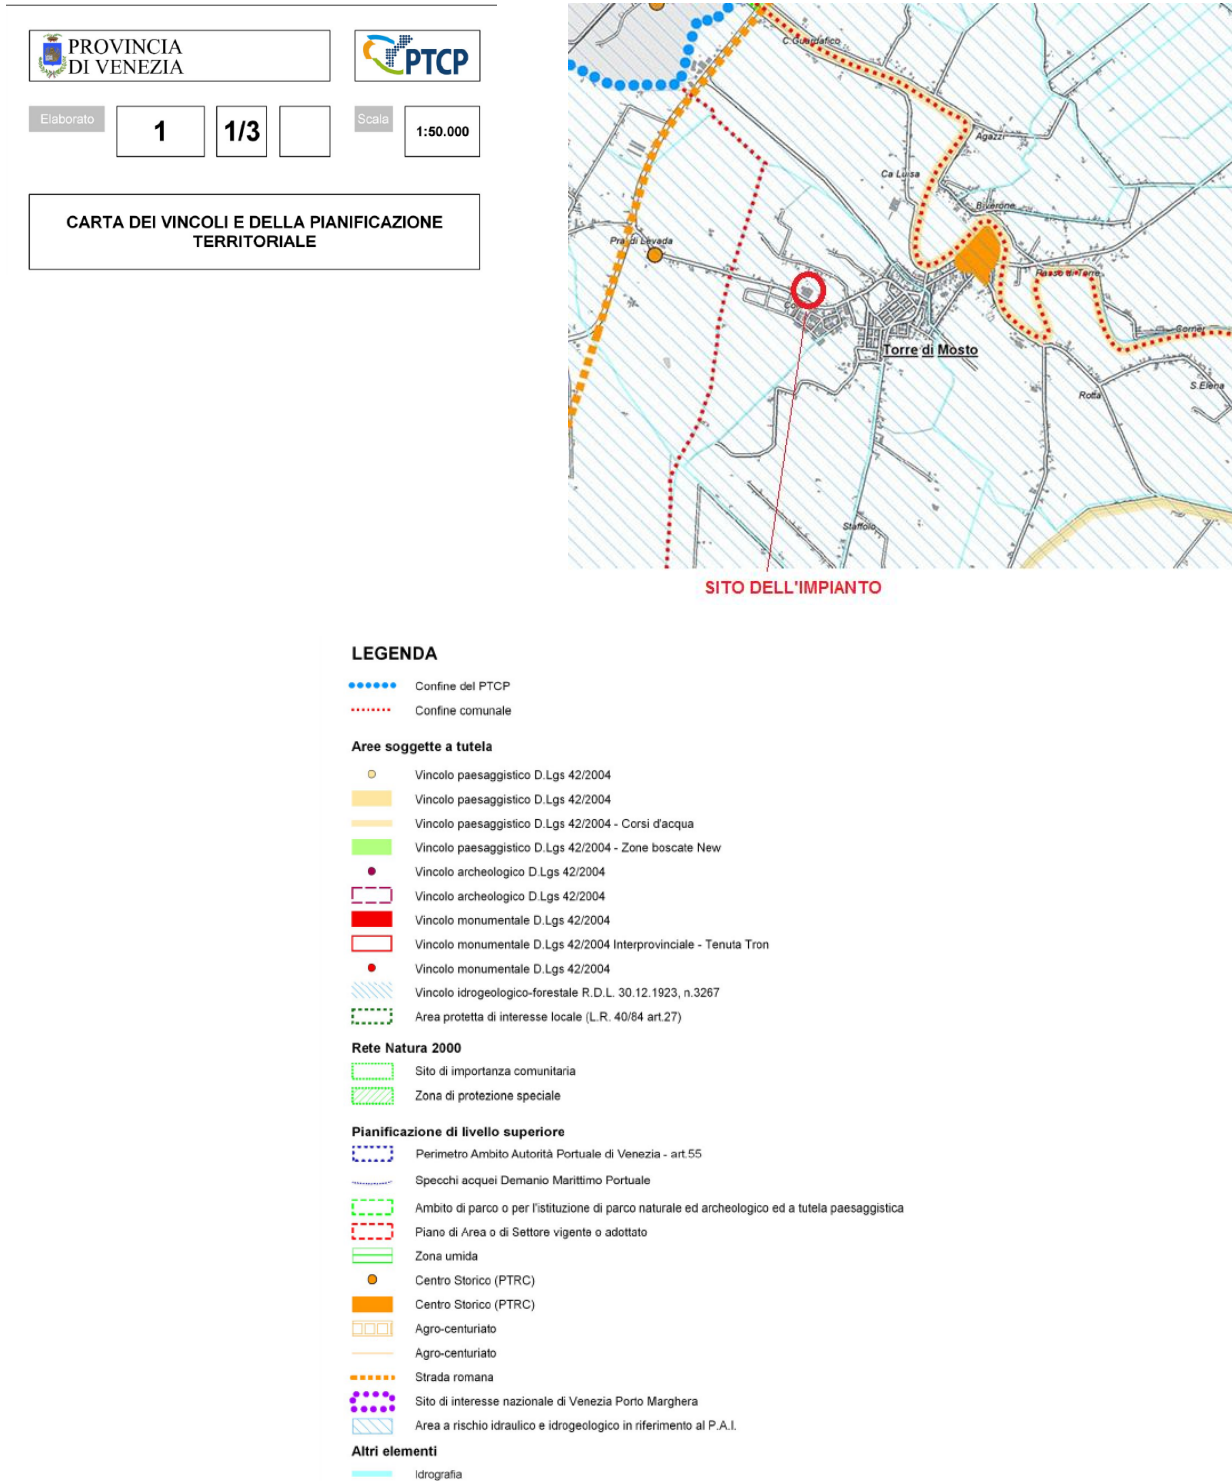 PROVINCIA
DI VENEZIA
PTCP
Elaborato
1
1/3
Scala
1:50.000
CARTA DEI VINCOLI E DELLA PIANIFICAZIONE
TERRITORIALE
C.Guardafico
Agazzi
Ca Luisa
Biverone
Pra di Levada
Passo di Torre
Corner
Torre di Mosto
S.Elena
Rotta
Staffolo
SITO DELL'IMPIANTO
LEGENDA
Confine del PTCP
Confine comunale
Aree soggette a tutela
Vincolo paesaggistico D.Lgs 42/2004
Vincolo paesaggistico D.Lgs 42/2004
Vincolo paesaggistico D.Lgs 42/2004 - Corsi d'acqua
Vincolo paesaggistico D.Lgs 42/2004 - Zone boscate New
Vincolo archeologico D.Lgs 42/2004
Vincolo archeologico D.Lgs 42/2004
Vincolo monumentale D.Lgs 42/2004
Vincolo monumentale D.Lgs 42/2004 Interprovinciale - Tenuta Tron
Vincolo monumentale D.Lgs 42/2004
Vincolo idrogeologico-forestale R.D.L. 30.12.1923, n.3267
Area protetta di interesse locale (L.R. 40/84 art.27)
Rete Natura 2000
Sito di importanza comunitaria
Zona di protezione speciale
Pianificazione di livello superiore
Perimetro Ambito Autorità Portuale di Venezia - art.55
Specchi acquei Demanio Marittimo Portuale
Ambito di parco o per l'istituzione di parco naturale ed archeologico ed a tutela paesaggistica
Piano di Area o di Settore vigente o adottato
Zona umida
Centro Storico (PTRC)
Centro Storico (PTRC)
Agro-centuriato
Agro-centuriato
Strada romana
Sito di interesse nazionale di Venezia Porto Marghera
Area a rischio idraulico e idrogeologico in riferimento al P.A.I.
Altri elementi
Idrografia